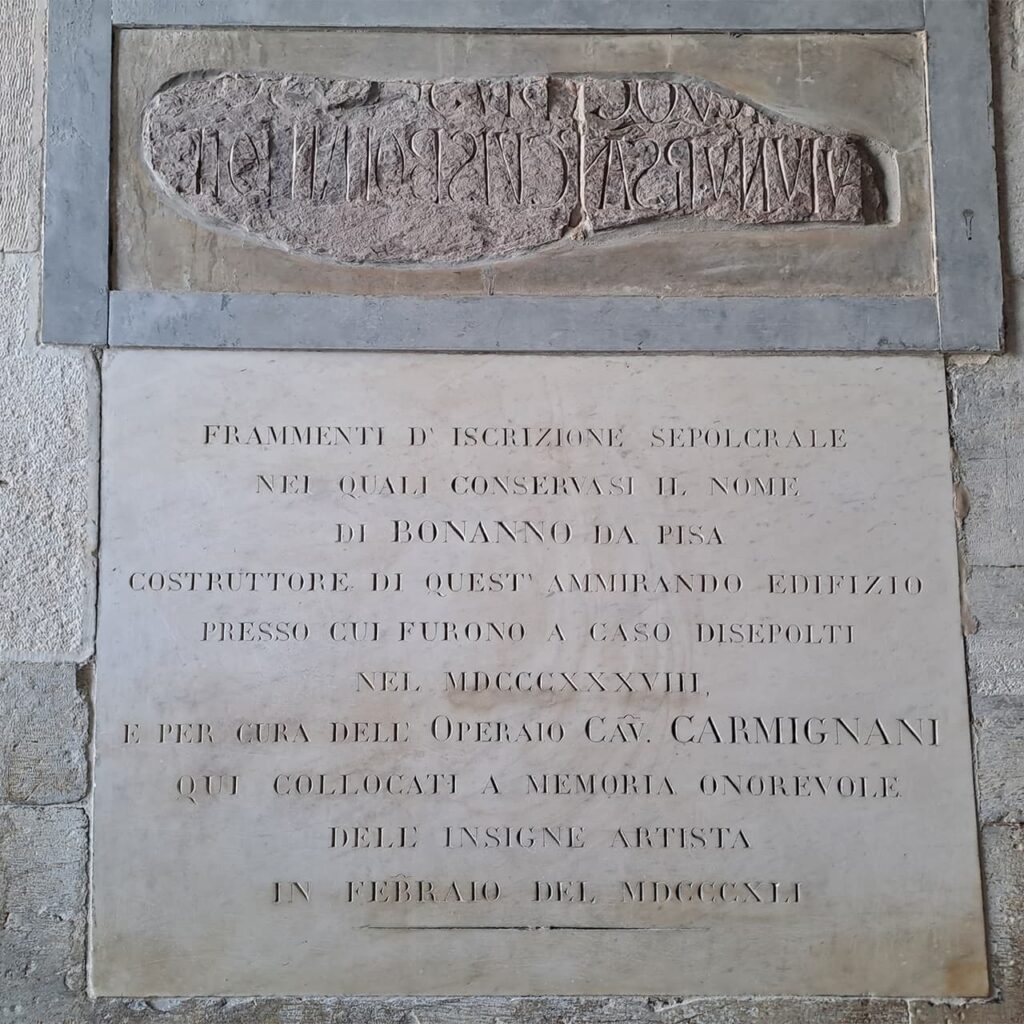 FRAMMENTI D' ISCRIZIONE SEPOLCRALE
NEI QUALI CONSERVASI IL NOME
DI BONANNO DA PISA
COSTRUTTORE DI QUEST' AMMIRANDO EDIFIZIO
PRESSO CUI FURONO A CASO DISEPOLTI
NEL MDCCCXXXVIII,
E PER CURA DELL' OPERAIO CAV. CARMIGNANI
QUI COLLOCATI A MEMORIA ONOREVOLE
DELL' INSIGNE ARTISTA
IN FEBRAIO DEL MDCCCXLI